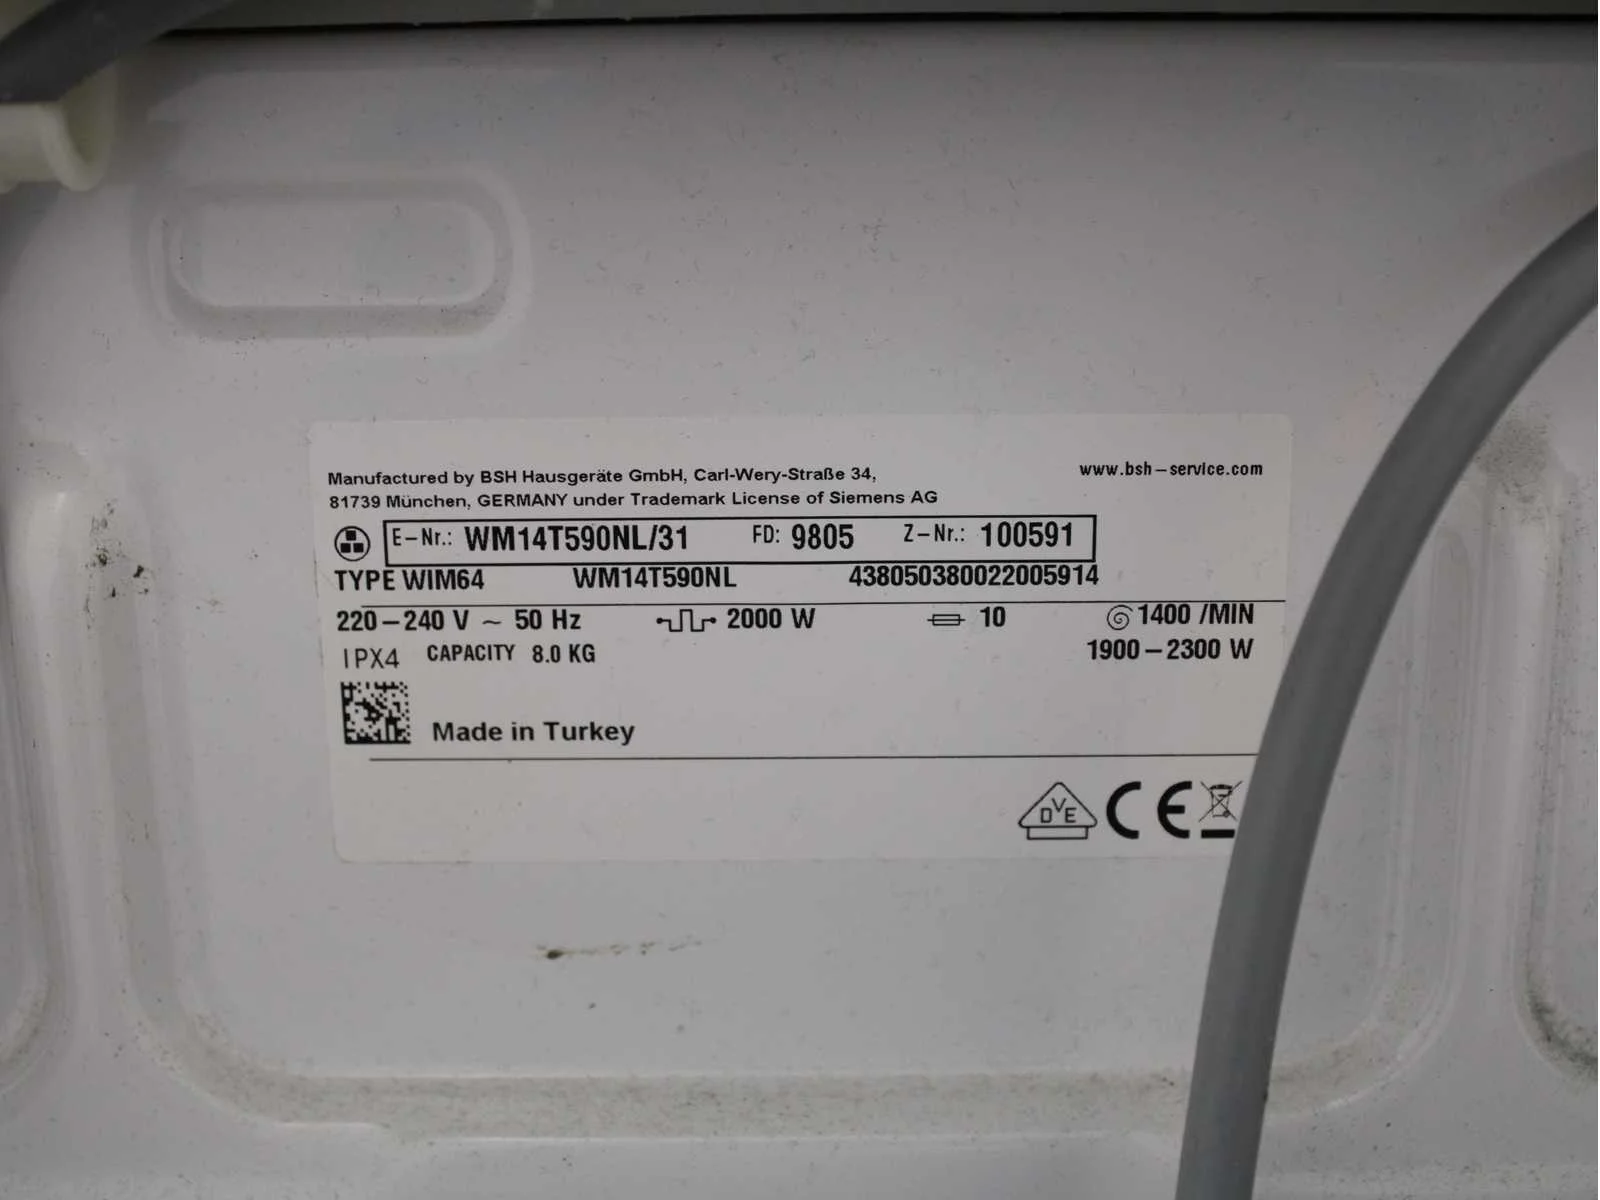 Manufactured by BSH Hausgeräte GmbH, Carl-Wery-Straße 34,
81739 München, GERMANY under Trademark License of Siemens AG
www.bsh-service.com
E-Nr.: WM14T590NL/31 FD: 9805 Z-Nr.: 100591
TYPE WIM64 WM14T590NL 438050380022005914
220-240 V ~ 50 Hz 2000 W 10 1400 /MIN
IPX4 CAPACITY 8.0 KG 1900-2300 W
Made in Turkey
DVE CE